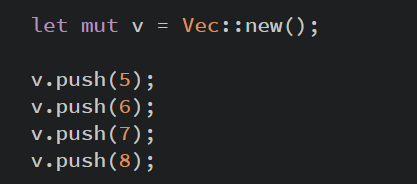 let mut v = Vec::new();
v.push(5);
v.push(6);
v.push(7);
v.push(8);